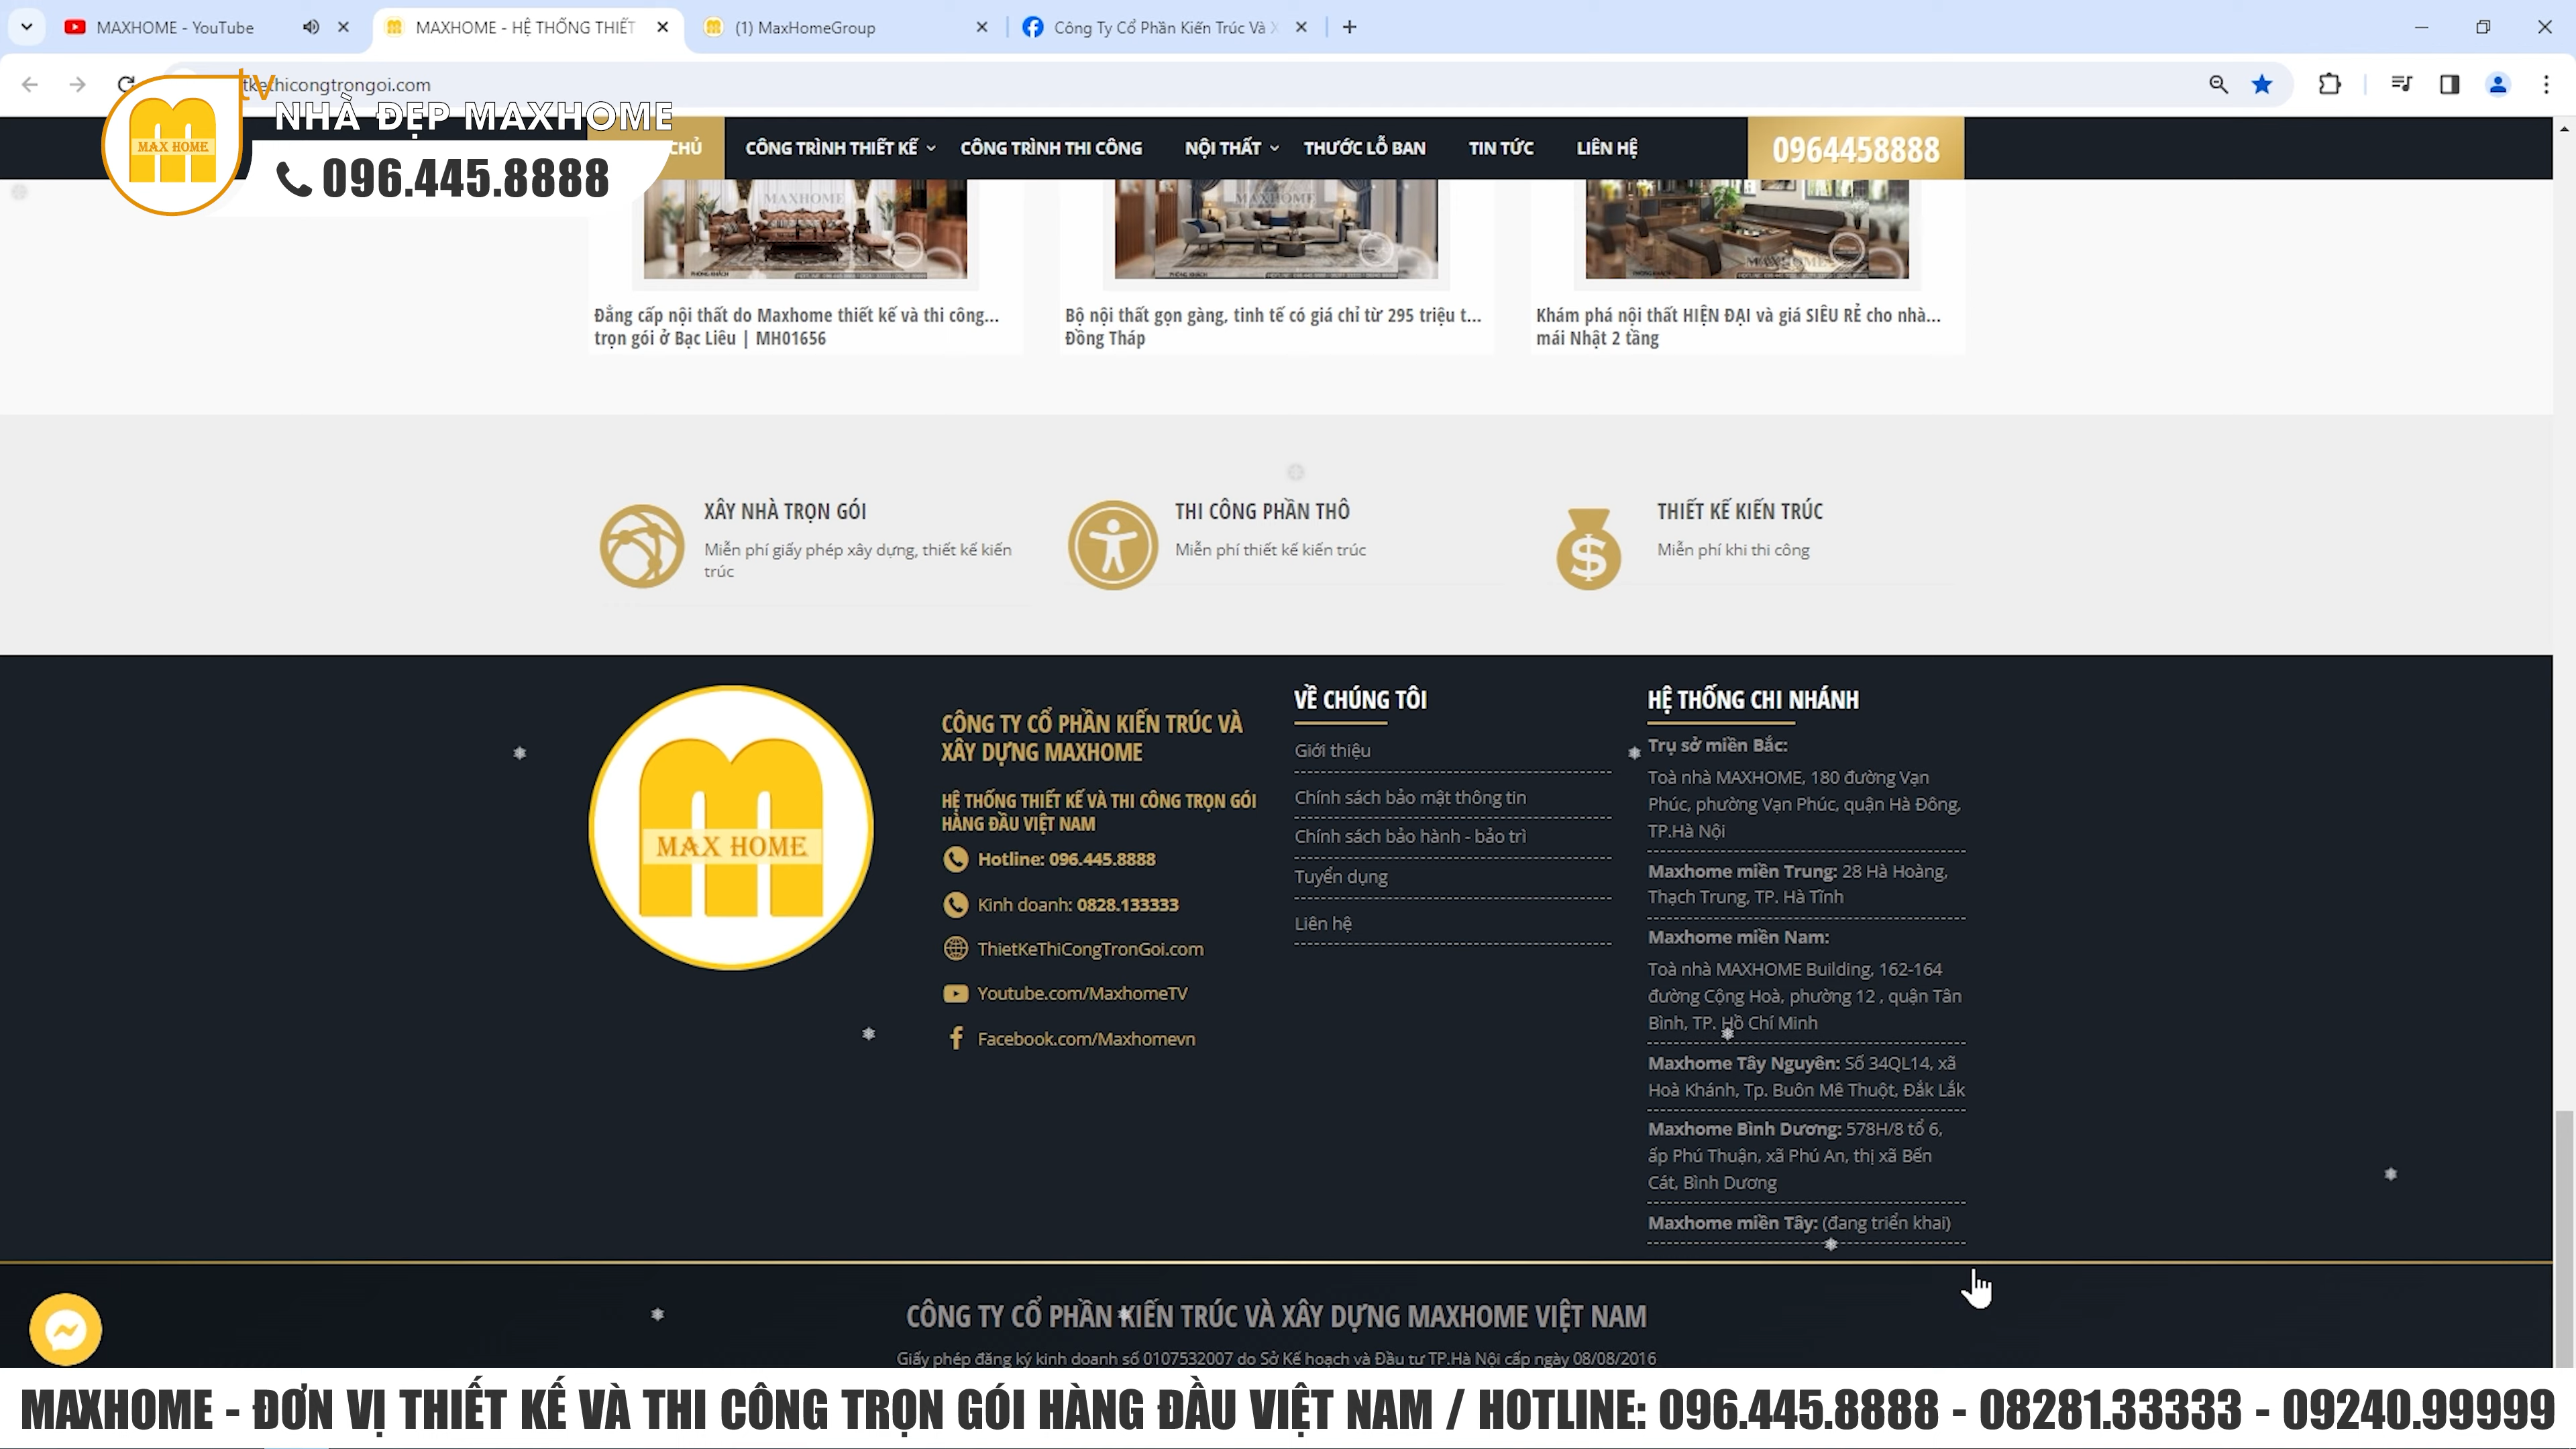 MAXHOME - YouTube
MAXHOME - HỆ THỐNG THIẾT
(1) MaxHomeGroup
Công Ty Cổ Phần Kiến Trúc Và X
tkethicongtrongoi.com
tv
NHÀ ĐẸP MAXHOME
MAX HOME
096.445.8888
CHỦ
CÔNG TRÌNH THIẾT KẾ
CÔNG TRÌNH THI CÔNG
NỘI THẤT
THƯỚC LỖ BAN
TIN TỨC
LIÊN HỆ
0964458888
MAXHOME
MAXHOME
MAXHOME
Đẳng cấp nội thất do Maxhome thiết kế và thi công...
trọn gói ở Bạc Liêu | MH01656
Bộ nội thất gọn gàng, tinh tế có giá chỉ từ 295 triệu t...
Đồng Tháp
Khám phá nội thất HIỆN ĐẠI và giá SIÊU RẺ cho nhà...
mái Nhật 2 tầng
XÂY NHÀ TRỌN GÓI
Miễn phí giấy phép xây dựng, thiết kế kiến
trúc
THI CÔNG PHẦN THÔ
Miễn phí thiết kế kiến trúc
THIẾT KẾ KIẾN TRÚC
Miễn phí khi thi công
MAX HOME
CÔNG TY CỔ PHẦN KIẾN TRÚC VÀ
XÂY DỰNG MAXHOME
HỆ THỐNG THIẾT KẾ VÀ THI CÔNG TRỌN GÓI
HÀNG ĐẦU VIỆT NAM
Hotline: 096.445.8888
Kinh doanh: 0828.133333
ThietKeThiCongTronGoi.com
Youtube.com/MaxhomeTV
Facebook.com/Maxhomevn
VỀ CHÚNG TÔI
Giới thiệu
Chính sách bảo mật thông tin
Chính sách bảo hành - bảo trì
Tuyển dụng
Liên hệ
HỆ THỐNG CHI NHÁNH
Trụ sở miền Bắc:
Toà nhà MAXHOME, 180 đường Vạn
Phúc, phường Vạn Phúc, quận Hà Đông,
TP.Hà Nội
Maxhome miền Trung: 28 Hà Hoàng,
Thạch Trung, TP. Hà Tĩnh
Maxhome miền Nam:
Toà nhà MAXHOME Building, 162-164
đường Cộng Hoà, phường 12 , quận Tân
Bình, TP. Hồ Chí Minh
Maxhome Tây Nguyên: Số 34QL14, xã
Hoà Khánh, Tp. Buôn Mê Thuột, Đắk Lắk
Maxhome Bình Dương: 578H/8 tổ 6,
ấp Phú Thuận, xã Phú An, thị xã Bến
Cát, Bình Dương
Maxhome miền Tây: (đang triển khai)
CÔNG TY CỔ PHẦN KIẾN TRÚC VÀ XÂY DỰNG MAXHOME VIỆT NAM
Giấy phép đăng ký kinh doanh số 0107532007 do Sở Kế hoạch và Đầu tư TP.Hà Nội cấp ngày 08/08/2016
MAXHOME - ĐƠN VỊ THIẾT KẾ VÀ THI CÔNG TRỌN GÓI HÀNG ĐẦU VIỆT NAM / HOTLINE: 096.445.8888 - 08281.33333 - 09240.99999